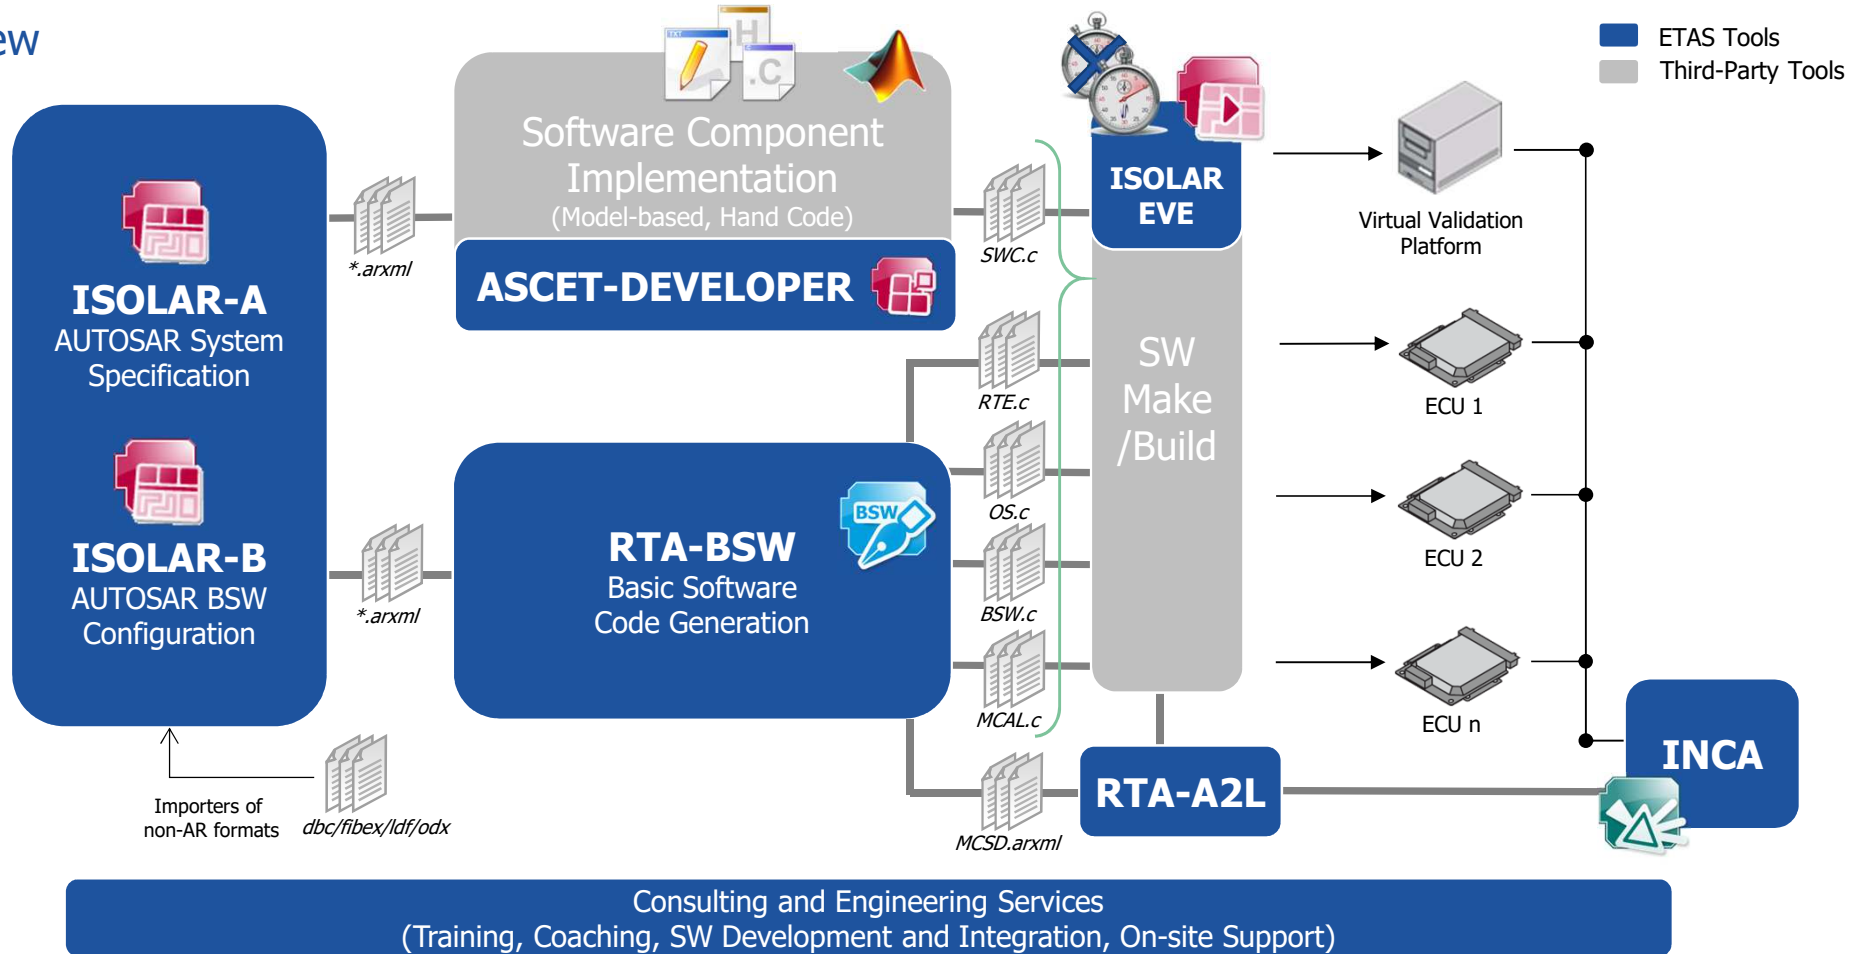 ew
ETAS Tools
Third-Party Tools
TXT
H
C
.C
Software Component
Implementation
(Model-based, Hand Code)
ASCET-DEVELOPER
ISOLAR-A
AUTOSAR System
Specification
ISOLAR-B
AUTOSAR BSW
Configuration
*.arxml
*.arxml
Importers of
non-AR formats
dbc/fibex/ldf/odx
RTA-BSW
Basic Software
Code Generation
BSW
SWC.c
RTE.c
OS.c
BSW.c
MCAL.c
MCSD.arxml
ISOLAR
EVE
SW
Make
/Build
RTA-A2L
Virtual Validation
Platform
ECU 1
ECU 2
ECU n
INCA
Consulting and Engineering Services
(Training, Coaching, SW Development and Integration, On-site Support)